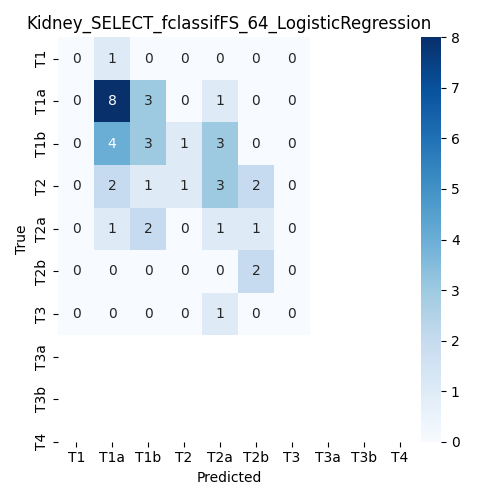 Kidney_SELECT_fclassifFS_64_LogisticRegression
T1 0 1 0 0 0 0 0
T1a 0 8 3 0 1 0 0
T1b 0 4 3 1 3 0 0
T2 0 2 1 1 3 2 0
T2a 0 1 2 0 1 1 0
T2b 0 0 0 0 0 2 0
T3 0 0 0 0 1 0 0
T3a
T3b
T4
True
T1 T1a T1b T2 T2a T2b T3 T3a T3b T4
Predicted
8
7
6
5
4
3
2
1
0